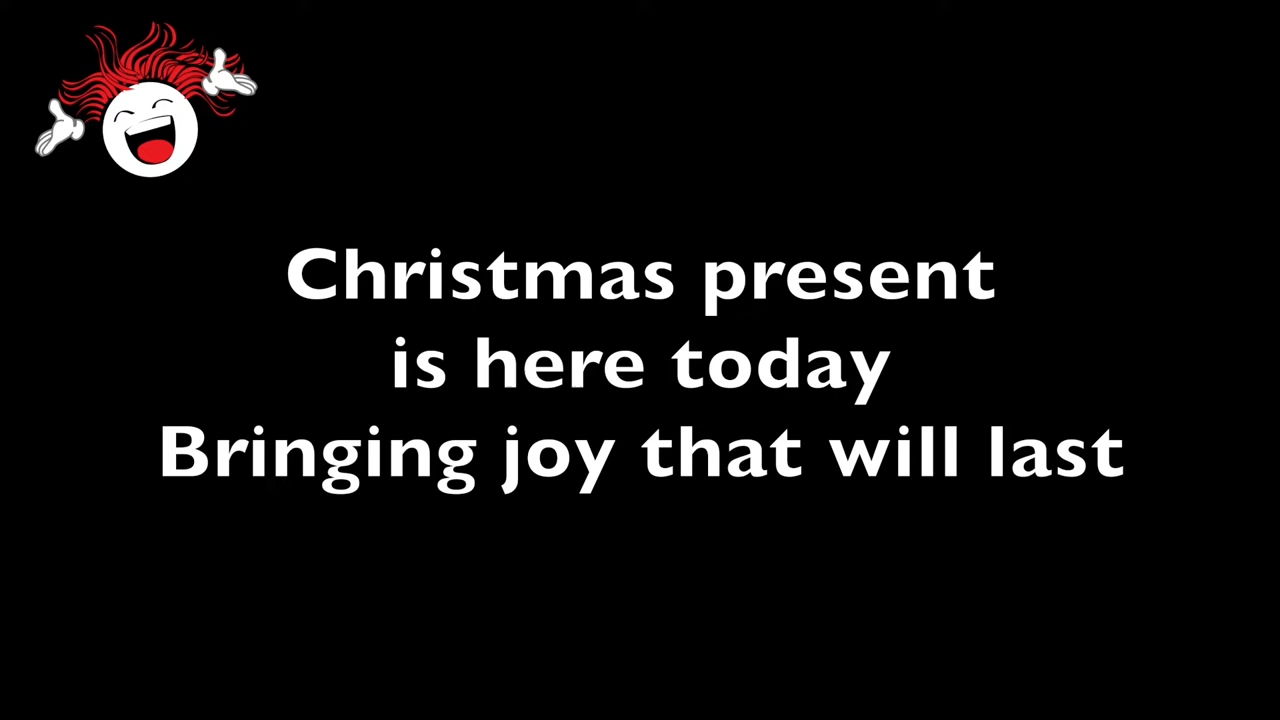 Christmas present
is here today
Bringing joy that will last